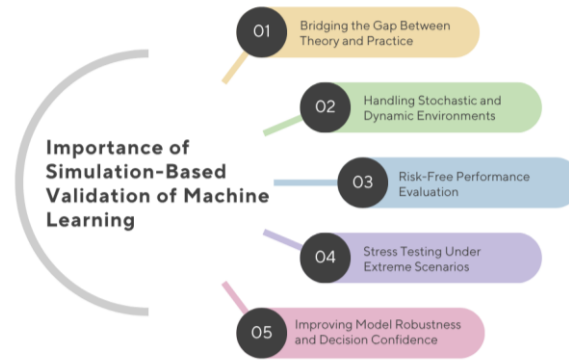 Importance of
Simulation-Based
Validation of Machine
Learning
01
Bridging the Gap Between
Theory and Practice
02
Handling Stochastic and
Dynamic Environments
03
Risk-Free Performance
Evaluation
04
Stress Testing Under
Extreme Scenarios
05
Improving Model Robustness
and Decision Confidence